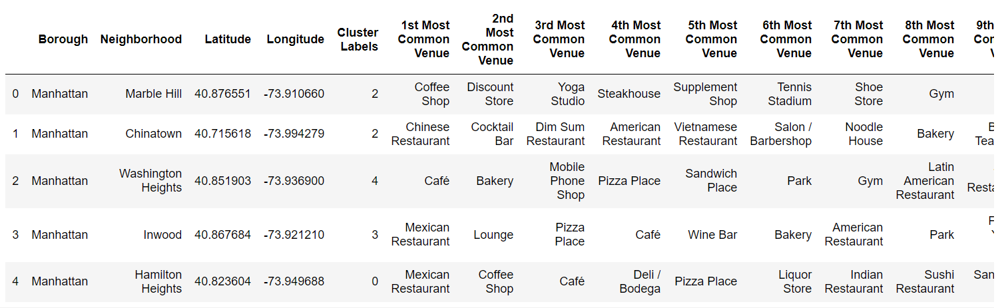 Borough Neighborhood Latitude Longitude Cluster Labels 1st Most Common Venue 2nd Most Common Venue 3rd Most Common Venue 4th Most Common Venue 5th Most Common Venue 6th Most Common Venue 7th Most Common Venue 8th Most Common Venue 9th
0 Manhattan Marble Hill 40.876551 -73.910660 2 Coffee Shop Discount Store Yoga Studio Steakhouse Supplement Shop Tennis Stadium Shoe Store Gym
1 Manhattan Chinatown 40.715618 -73.994279 2 Chinese Restaurant Cocktail Bar Dim Sum Restaurant American Restaurant Vietnamese Restaurant Salon / Barbershop Noodle House Bakery
2 Manhattan Washington Heights 40.851903 -73.936900 4 Café Bakery Mobile Phone Shop Pizza Place Sandwich Place Park Gym Latin American Restaurant
3 Manhattan Inwood 40.867684 -73.921210 3 Mexican Restaurant Lounge Pizza Place Café Wine Bar Bakery American Restaurant Park
4 Manhattan Hamilton Heights 40.823604 -73.949688 0 Mexican Restaurant Coffee Shop Café Deli / Bodega Pizza Place Liquor Store Indian Restaurant Sushi Restaurant